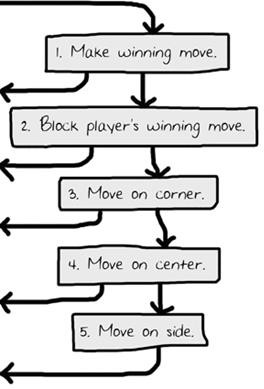 1. Make winning move.
2. Block player's winning move.
3. Move on corner.
4. Move on center.
5. Move on side.